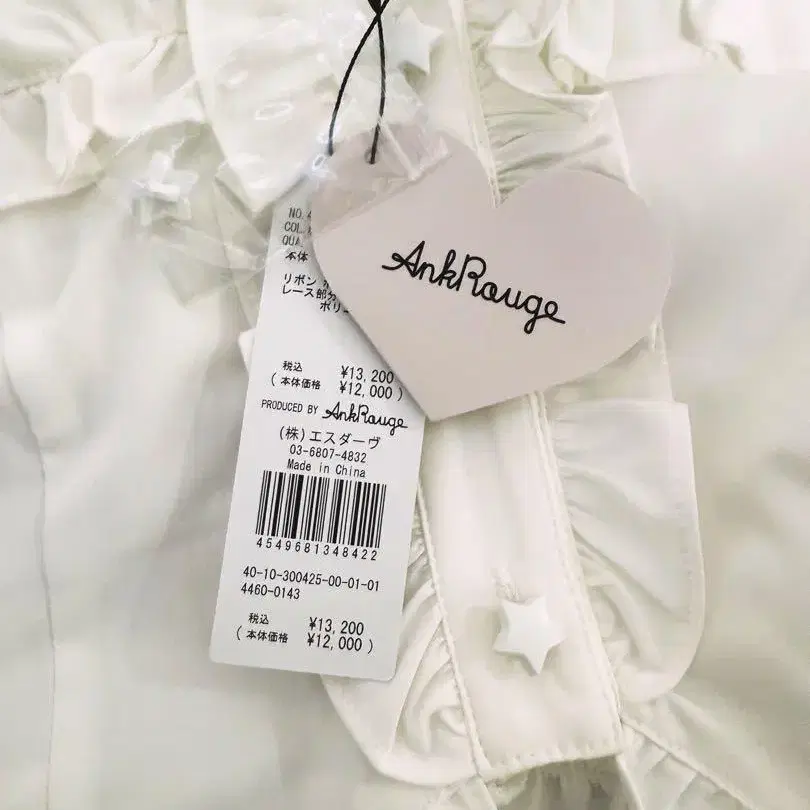 AnkRouge
NO.
COL.
QUA
本体
リボン
レース部分
ポリ
税込 ¥13,200
(本体価格 ¥12,000)
PRODUCED BY AnkRouge
(株)エスダーヴ
03-6807-4832
Made in China
4549681348422
40-10-300425-00-01-01
4460-0143
税込 ¥13,200
(本体価格 ¥12,000)